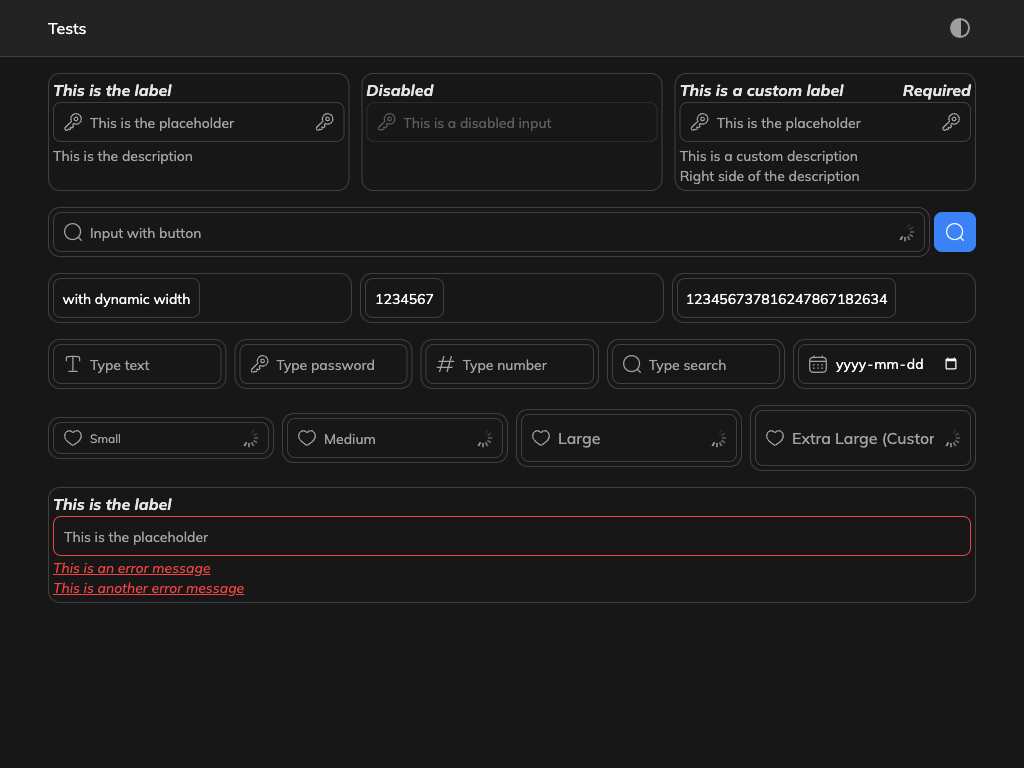 Tests
This is the label
Disabled
This is a custom label Required
This is the placeholder
This is a disabled input
This is the placeholder
This is the description
This is a custom description
Right side of the description
Input with button
with dynamic width
1234567
123456737816247867182634
Type text
Type password
Type number
Type search
yyyy-mm-dd
Small
Medium
Large
Extra Large (Custor
This is the label
This is the placeholder
This is an error message
This is another error message